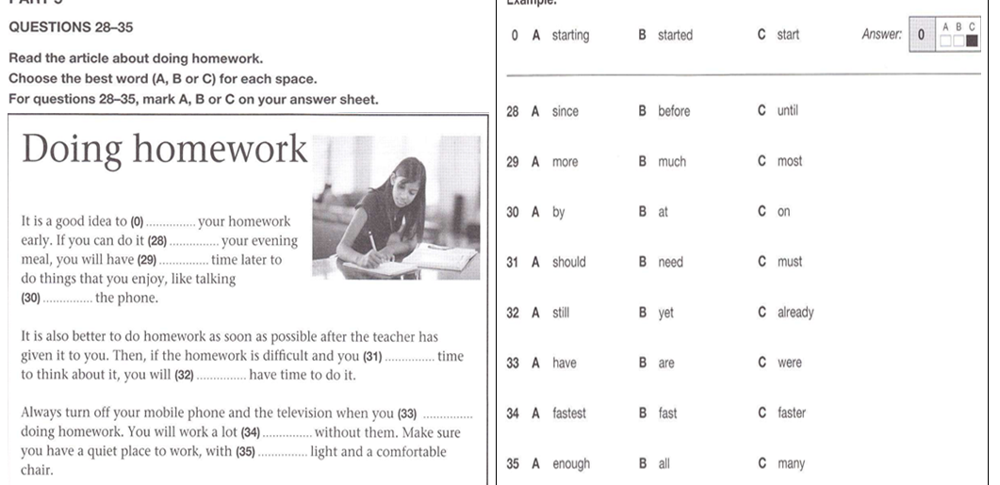 PART 5
QUESTIONS 28–35
Read the article about doing homework.
Choose the best word (A, B or C) for each space.
For questions 28–35, mark A, B or C on your answer sheet.
Doing homework
It is a good idea to (0) ............... your homework
early. If you can do it (28) ............... your evening
meal, you will have (29) ............... time later to
do things that you enjoy, like talking
(30) ............... the phone.
It is also better to do homework as soon as possible after the teacher has
given it to you. Then, if the homework is difficult and you (31) ............... time
to think about it, you will (32) ............... have time to do it.
Always turn off your mobile phone and the television when you (33) ...............
doing homework. You will work a lot (34) ............... without them. Make sure
you have a quiet place to work, with (35) ............... light and a comfortable
chair.
Example:
0 A starting B started C start Answer: 0 A B C
28 A since B before C until
29 A more B much C most
30 A by B at C on
31 A should B need C must
32 A still B yet C already
33 A have B are C were
34 A fastest B fast C faster
35 A enough B all C many